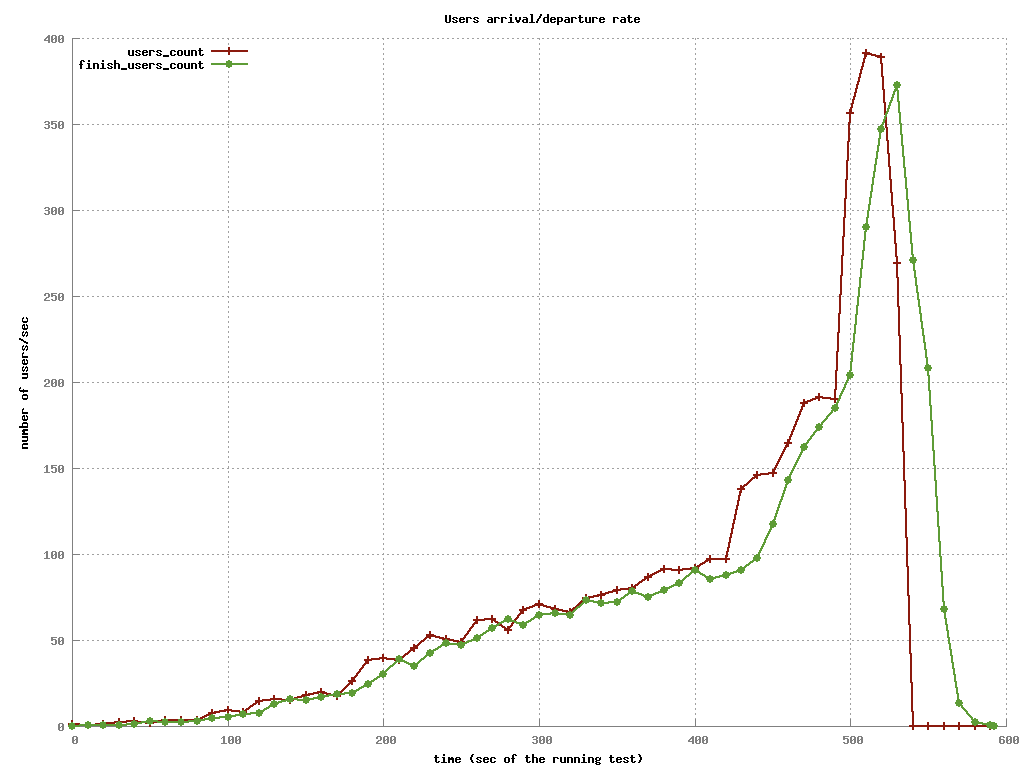 Users arrival/departure rate
users_count
finish_users_count
400
350
300
250
200
150
100
50
0
number of users/sec
0 100 200 300 400 500 600
time (sec of the running test)